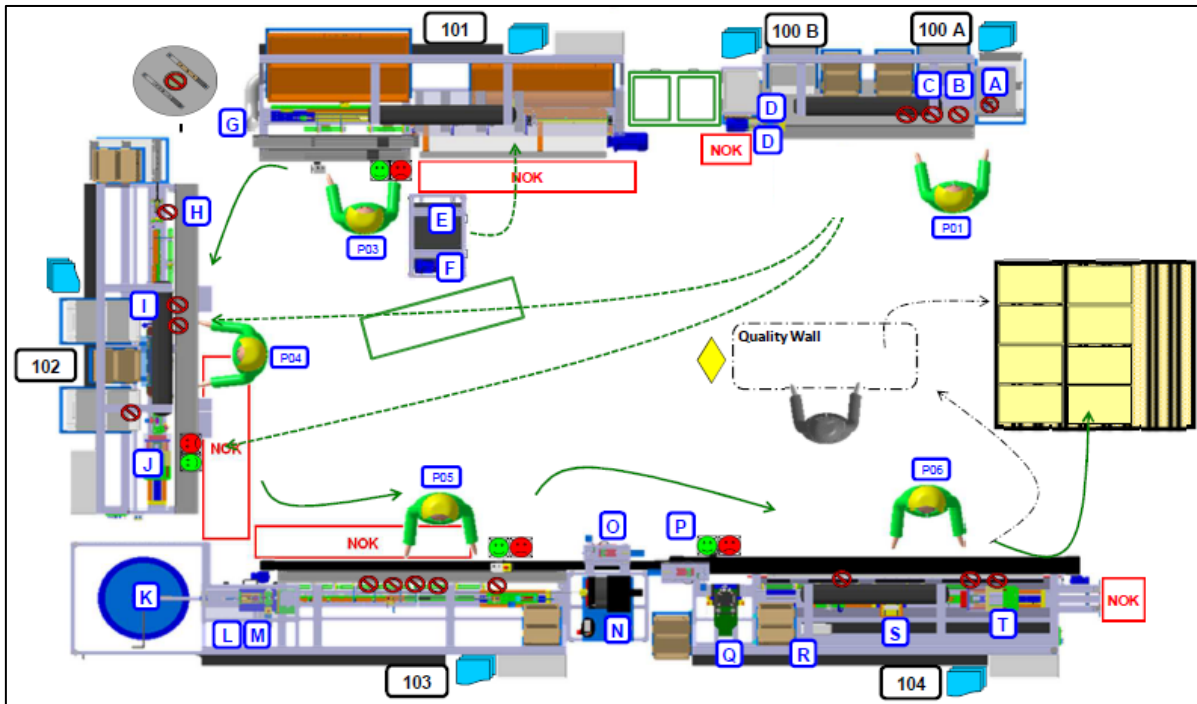 101
100 B
100 A
C
B
A
D
D
G
NOK
NOK
E
F
P03
P01
H
I
102
P04
NOK
J
Quality Wall
P05
P06
NOK
O
P
K
L
M
N
Q
R
S
T
NOK
103
104